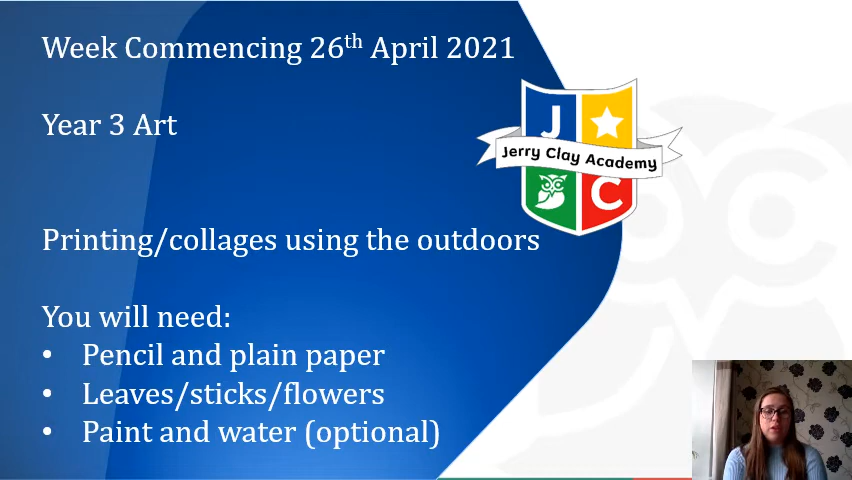 Week Commencing 26th April 2021
Year 3 Art
J
Jerry Clay Academy
C
Printing/collages using the outdoors
You will need:
• Pencil and plain paper
• Leaves/sticks/flowers
• Paint and water (optional)